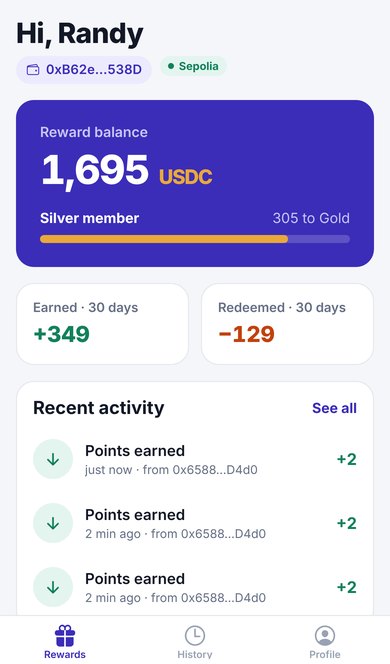 Hi, Randy
0xB62e...538D
Sepolia
Reward balance
1,695 USDC
Silver member
305 to Gold
Earned · 30 days
+349
Redeemed · 30 days
−129
Recent activity
See all
Points earned
just now · from 0x6588...D4d0
+2
Points earned
2 min ago · from 0x6588...D4d0
+2
Points earned
2 min ago · from 0x6588...D4d0
+2
Rewards
History
Profile